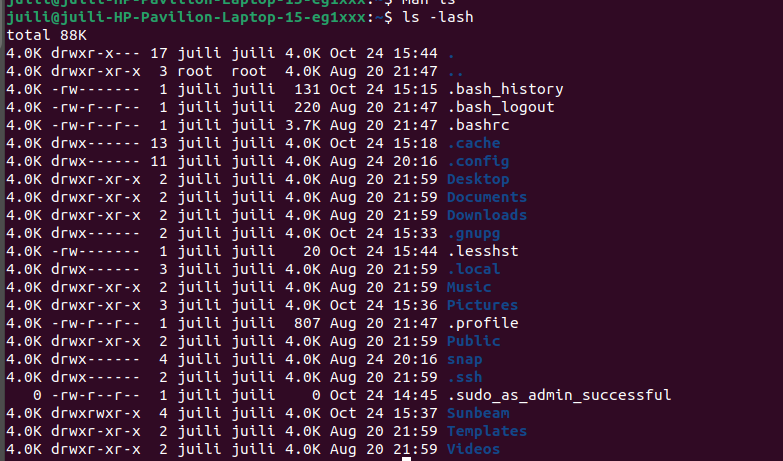 juili@juili-HP-Pavilion-Laptop-15-eg1xxx:~$ man ls
juili@juili-HP-Pavilion-Laptop-15-eg1xxx:~$ ls -lash
total 88K
4.0K drwxr-x--- 17 juili juili 4.0K Oct 24 15:44 .
4.0K drwxr-xr-x  3 root  root  4.0K Aug 20 21:47 ..
4.0K -rw-------  1 juili juili  131 Oct 24 15:15 .bash_history
4.0K -rw-r--r--  1 juili juili  220 Aug 20 21:47 .bash_logout
4.0K -rw-r--r--  1 juili juili 3.7K Aug 20 21:47 .bashrc
4.0K drwx------ 13 juili juili 4.0K Oct 24 15:18 .cache
4.0K drwx------ 11 juili juili 4.0K Aug 24 20:16 .config
4.0K drwxr-xr-x  2 juili juili 4.0K Aug 20 21:59 Desktop
4.0K drwxr-xr-x  2 juili juili 4.0K Aug 20 21:59 Documents
4.0K drwxr-xr-x  2 juili juili 4.0K Aug 20 21:59 Downloads
4.0K drwx------  2 juili juili 4.0K Oct 24 15:33 .gnupg
4.0K -rw-------  1 juili juili   20 Oct 24 15:44 .lesshst
4.0K drwx------  3 juili juili 4.0K Aug 20 21:59 .local
4.0K drwxr-xr-x  2 juili juili 4.0K Aug 20 21:59 Music
4.0K drwxr-xr-x  3 juili juili 4.0K Oct 24 15:36 Pictures
4.0K -rw-r--r--  1 juili juili  807 Aug 20 21:47 .profile
4.0K drwxr-xr-x  2 juili juili 4.0K Aug 20 21:59 Public
4.0K drwx------  4 juili juili 4.0K Aug 24 20:16 snap
4.0K drwx------  2 juili juili 4.0K Aug 20 21:59 .ssh
   0 -rw-r--r--  1 juili juili    0 Oct 24 14:45 .sudo_as_admin_successful
4.0K drwxrwxr-x  4 juili juili 4.0K Oct 24 15:37 Sunbeam
4.0K drwxr-xr-x  2 juili juili 4.0K Aug 20 21:59 Templates
4.0K drwxr-xr-x  2 juili juili 4.0K Aug 20 21:59 Videos